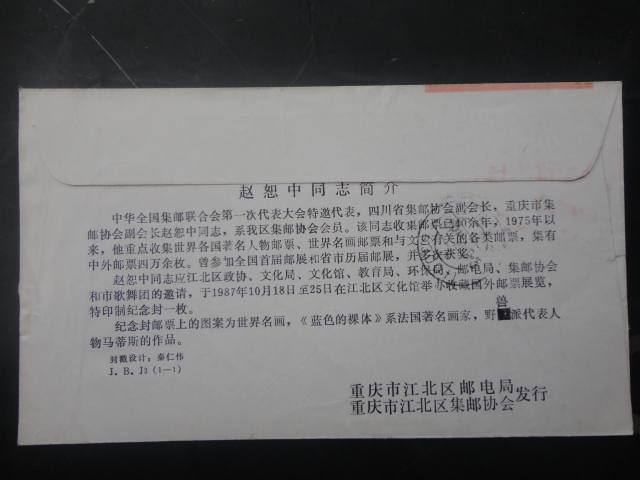 赵恕中同志简介
中华全国集邮联合会第一次代表大会特邀代表，四川省集邮协会副会长，重庆市集
邮协会副会长赵恕中同志，系我区集邮协会会员。该同志收集邮票已40余年，1975年以
来，他重点收集世界各国著名人物邮票、世界名画邮票和与文艺有关的各类邮票，集有
中外邮票四万余枚。曾参加全国首届邮展和省市历届邮展，并多次获奖。
赵恕中同志应江北区政协、文化局、文化馆、教育局、环保局，邮电局、集邮协会
和市歌舞团的邀请，于1987年10月18日至25日在江北区文化馆举办收藏国外邮票展览，
特印制纪念封一枚。
兽
纪念封邮票上的图案为世界名画，《蓝色的裸体》系法国著名画家，野派代表人
物马蒂斯的作品。
封戳设计：秦仁伟
J.B.J3（1—1）
重庆市江北区邮电局
重庆市江北区集邮协会
发行